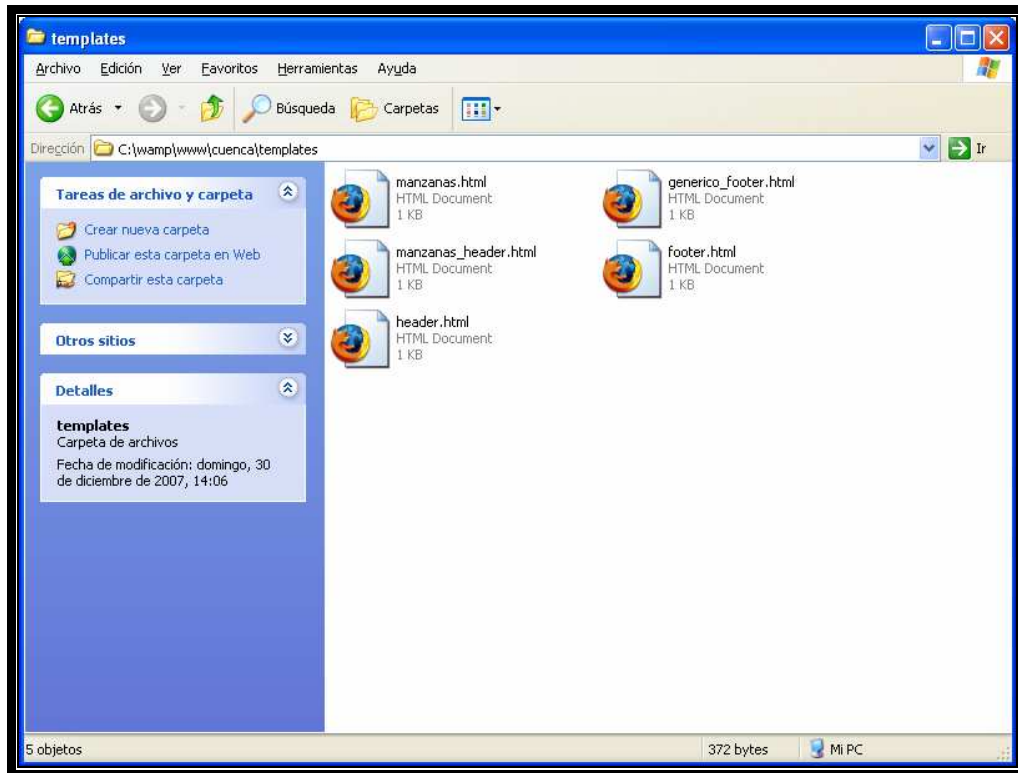 templates
Archivo Edición Ver Favoritos Herramientas Ayuda
Atrás Búsqueda Carpetas
Dirección C:\wamp\www\cuenca\templates Ir
Tareas de archivo y carpeta
Crear nueva carpeta
Publicar esta carpeta en Web
Compartir esta carpeta
Otros sitios
Detalles
templates
Carpeta de archivos
Fecha de modificación: domingo, 30
de diciembre de 2007, 14:06
manzanas.html
HTML Document
1 KB
generico_footer.html
HTML Document
1 KB
manzanas_header.html
HTML Document
1 KB
footer.html
HTML Document
1 KB
header.html
HTML Document
1 KB
5 objetos 372 bytes Mi PC